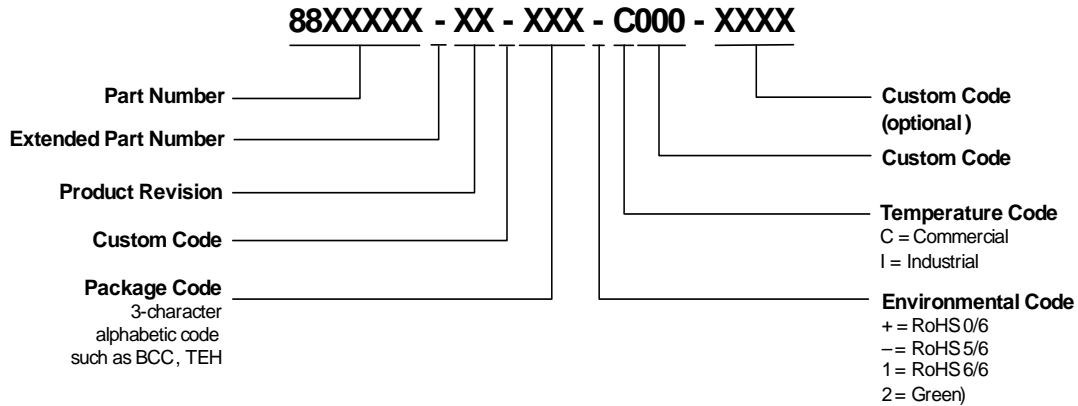 88XXXXX - XX - XXX - C000 - XXXX
Part Number
Extended Part Number
Product Revision
Custom Code
Package Code
3-character
alphabetic code
such as BCC, TEH
Custom Code
(optional)
Custom Code
Temperature Code
C = Commercial
I = Industrial
Environmental Code
+ = RoHS 0/6
– = RoHS 5/6
1 = RoHS 6/6
2 = Green)